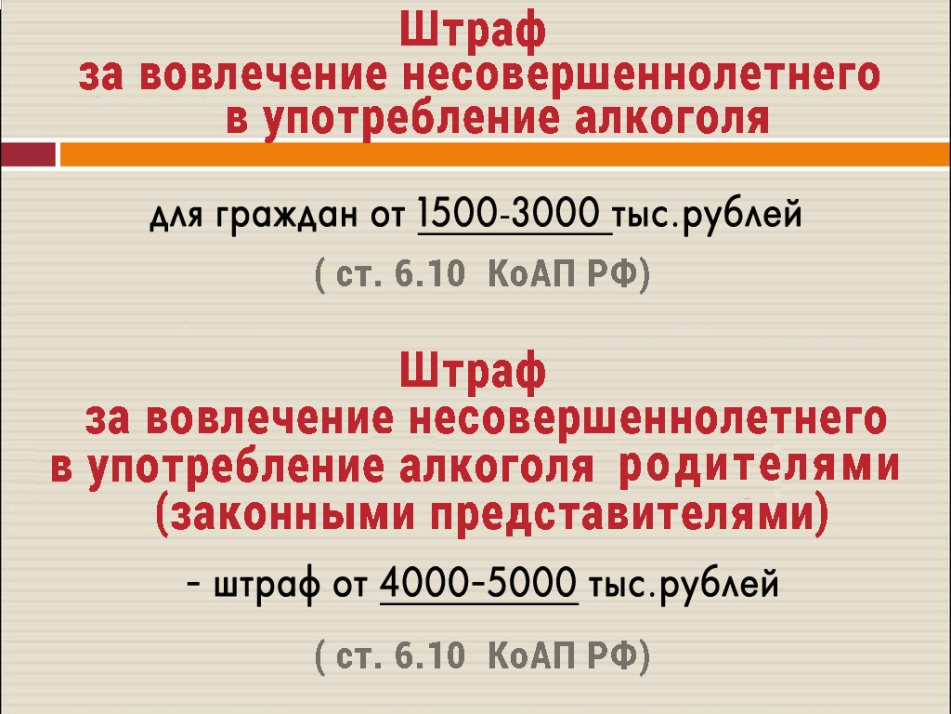 Штраф
за вовлечение несовершеннолетнего
в употребление алкоголя
для граждан от 1500-3000 тыс.рублей
( ст. 6.10 КоАП РФ)
Штраф
за вовлечение несовершеннолетнего
в употребление алкоголя родителями
(законными представителями)
- штраф от 4000-5000 тыс.рублей
( ст. 6.10 КоАП РФ)